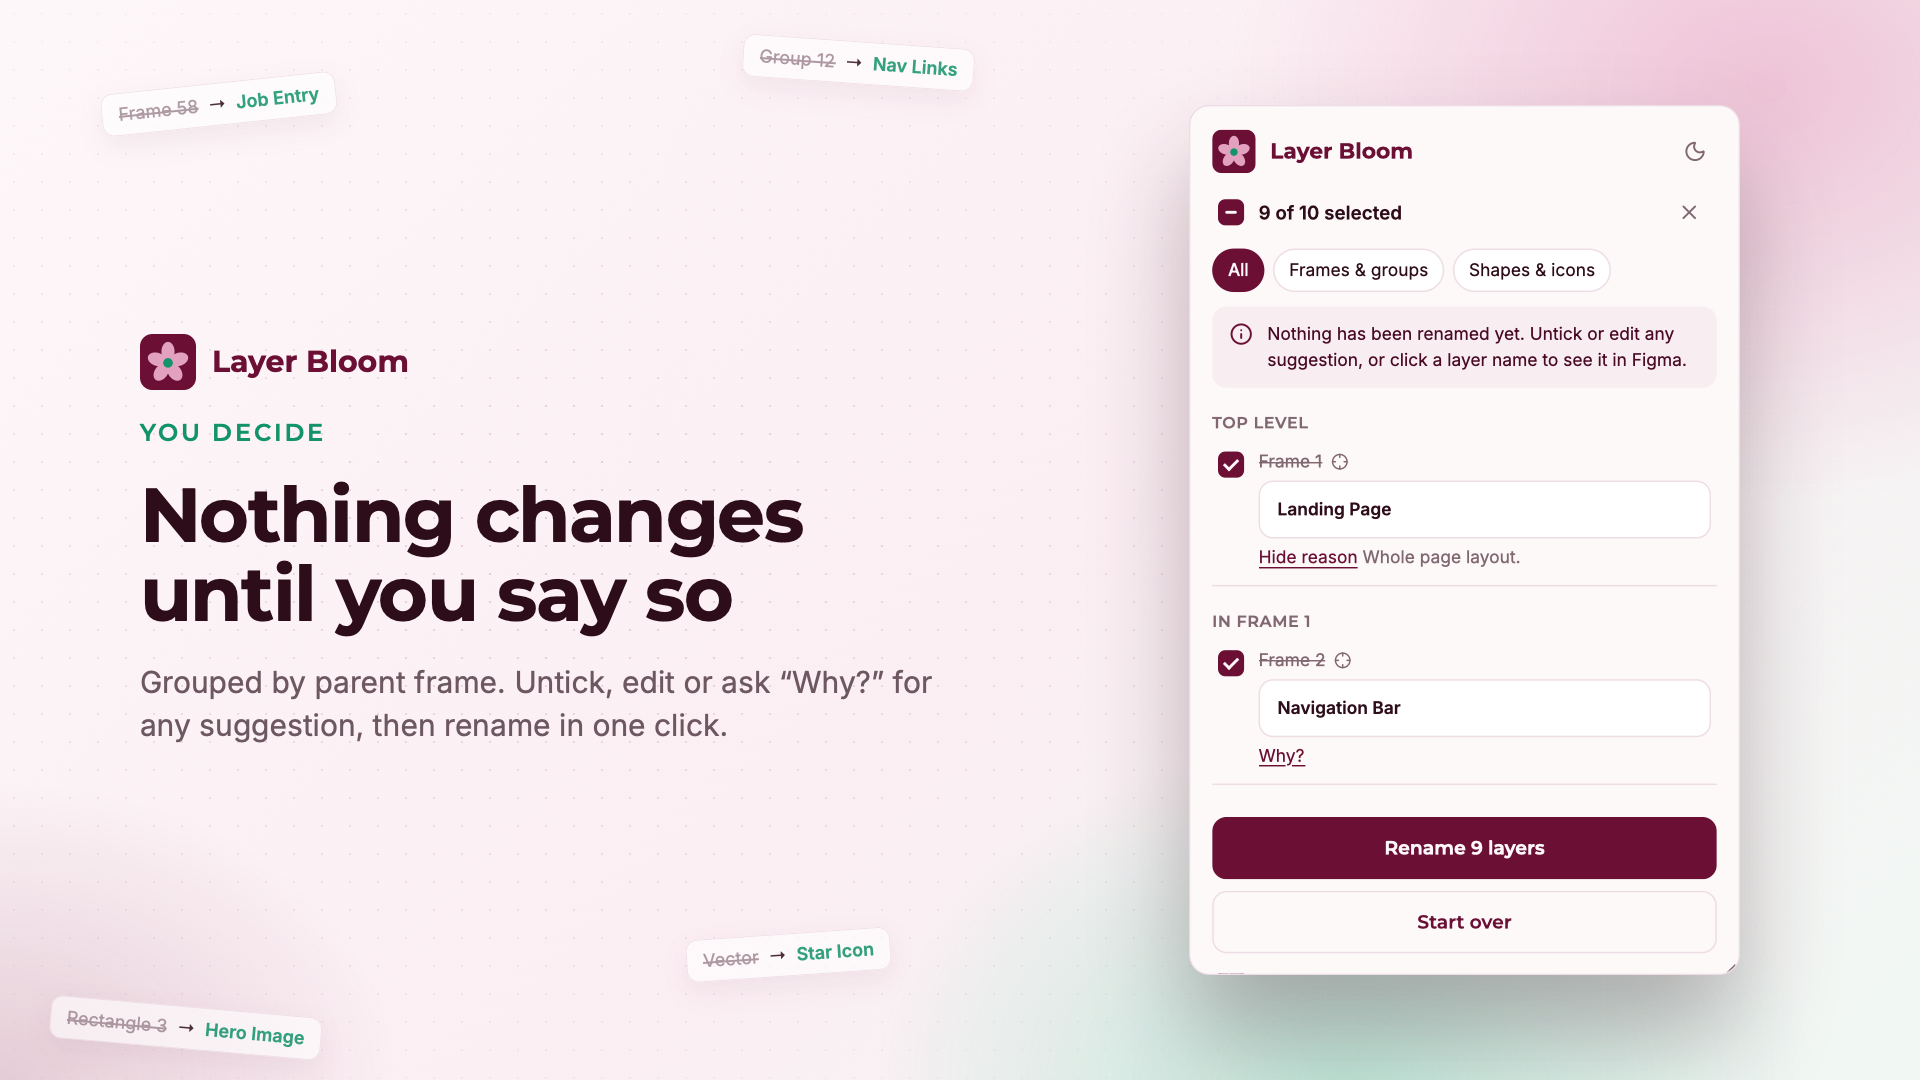 Frame 58 → Job Entry
Group 12 → Nav Links
Layer Bloom
YOU DECIDE
Nothing changes
until you say so
Grouped by parent frame. Untick, edit or ask “Why?” for
any suggestion, then rename in one click.
Vector → Star Icon
Rectangle 3 → Hero Image
Layer Bloom
9 of 10 selected
All
Frames & groups
Shapes & icons
Nothing has been renamed yet. Untick or edit any
suggestion, or click a layer name to see it in Figma.
TOP LEVEL
Frame 1
Landing Page
Hide reason Whole page layout.
IN FRAME 1
Frame 2
Navigation Bar
Why?
Rename 9 layers
Start over